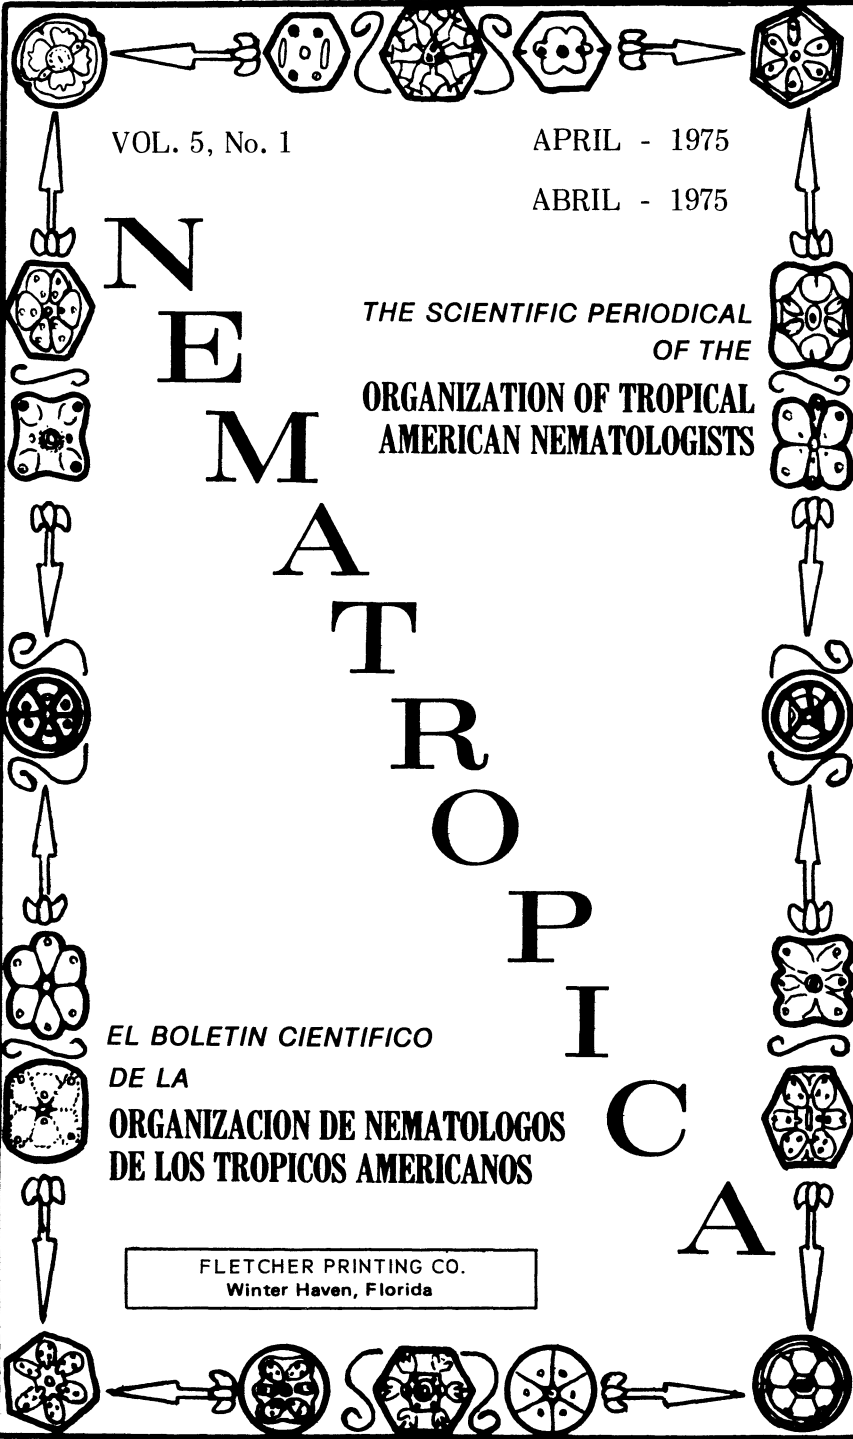 VOL. 5, No. 1
APRIL - 1975
ABRIL - 1975
NEMATROPICA
THE SCIENTIFIC PERIODICAL
OF THE
ORGANIZATION OF TROPICAL
AMERICAN NEMATOLOGISTS
EL BOLETIN CIENTIFICO
DE LA
ORGANIZACION DE NEMATOLOGOS
DE LOS TROPICOS AMERICANOS
FLETCHER PRINTING CO.
Winter Haven, Florida